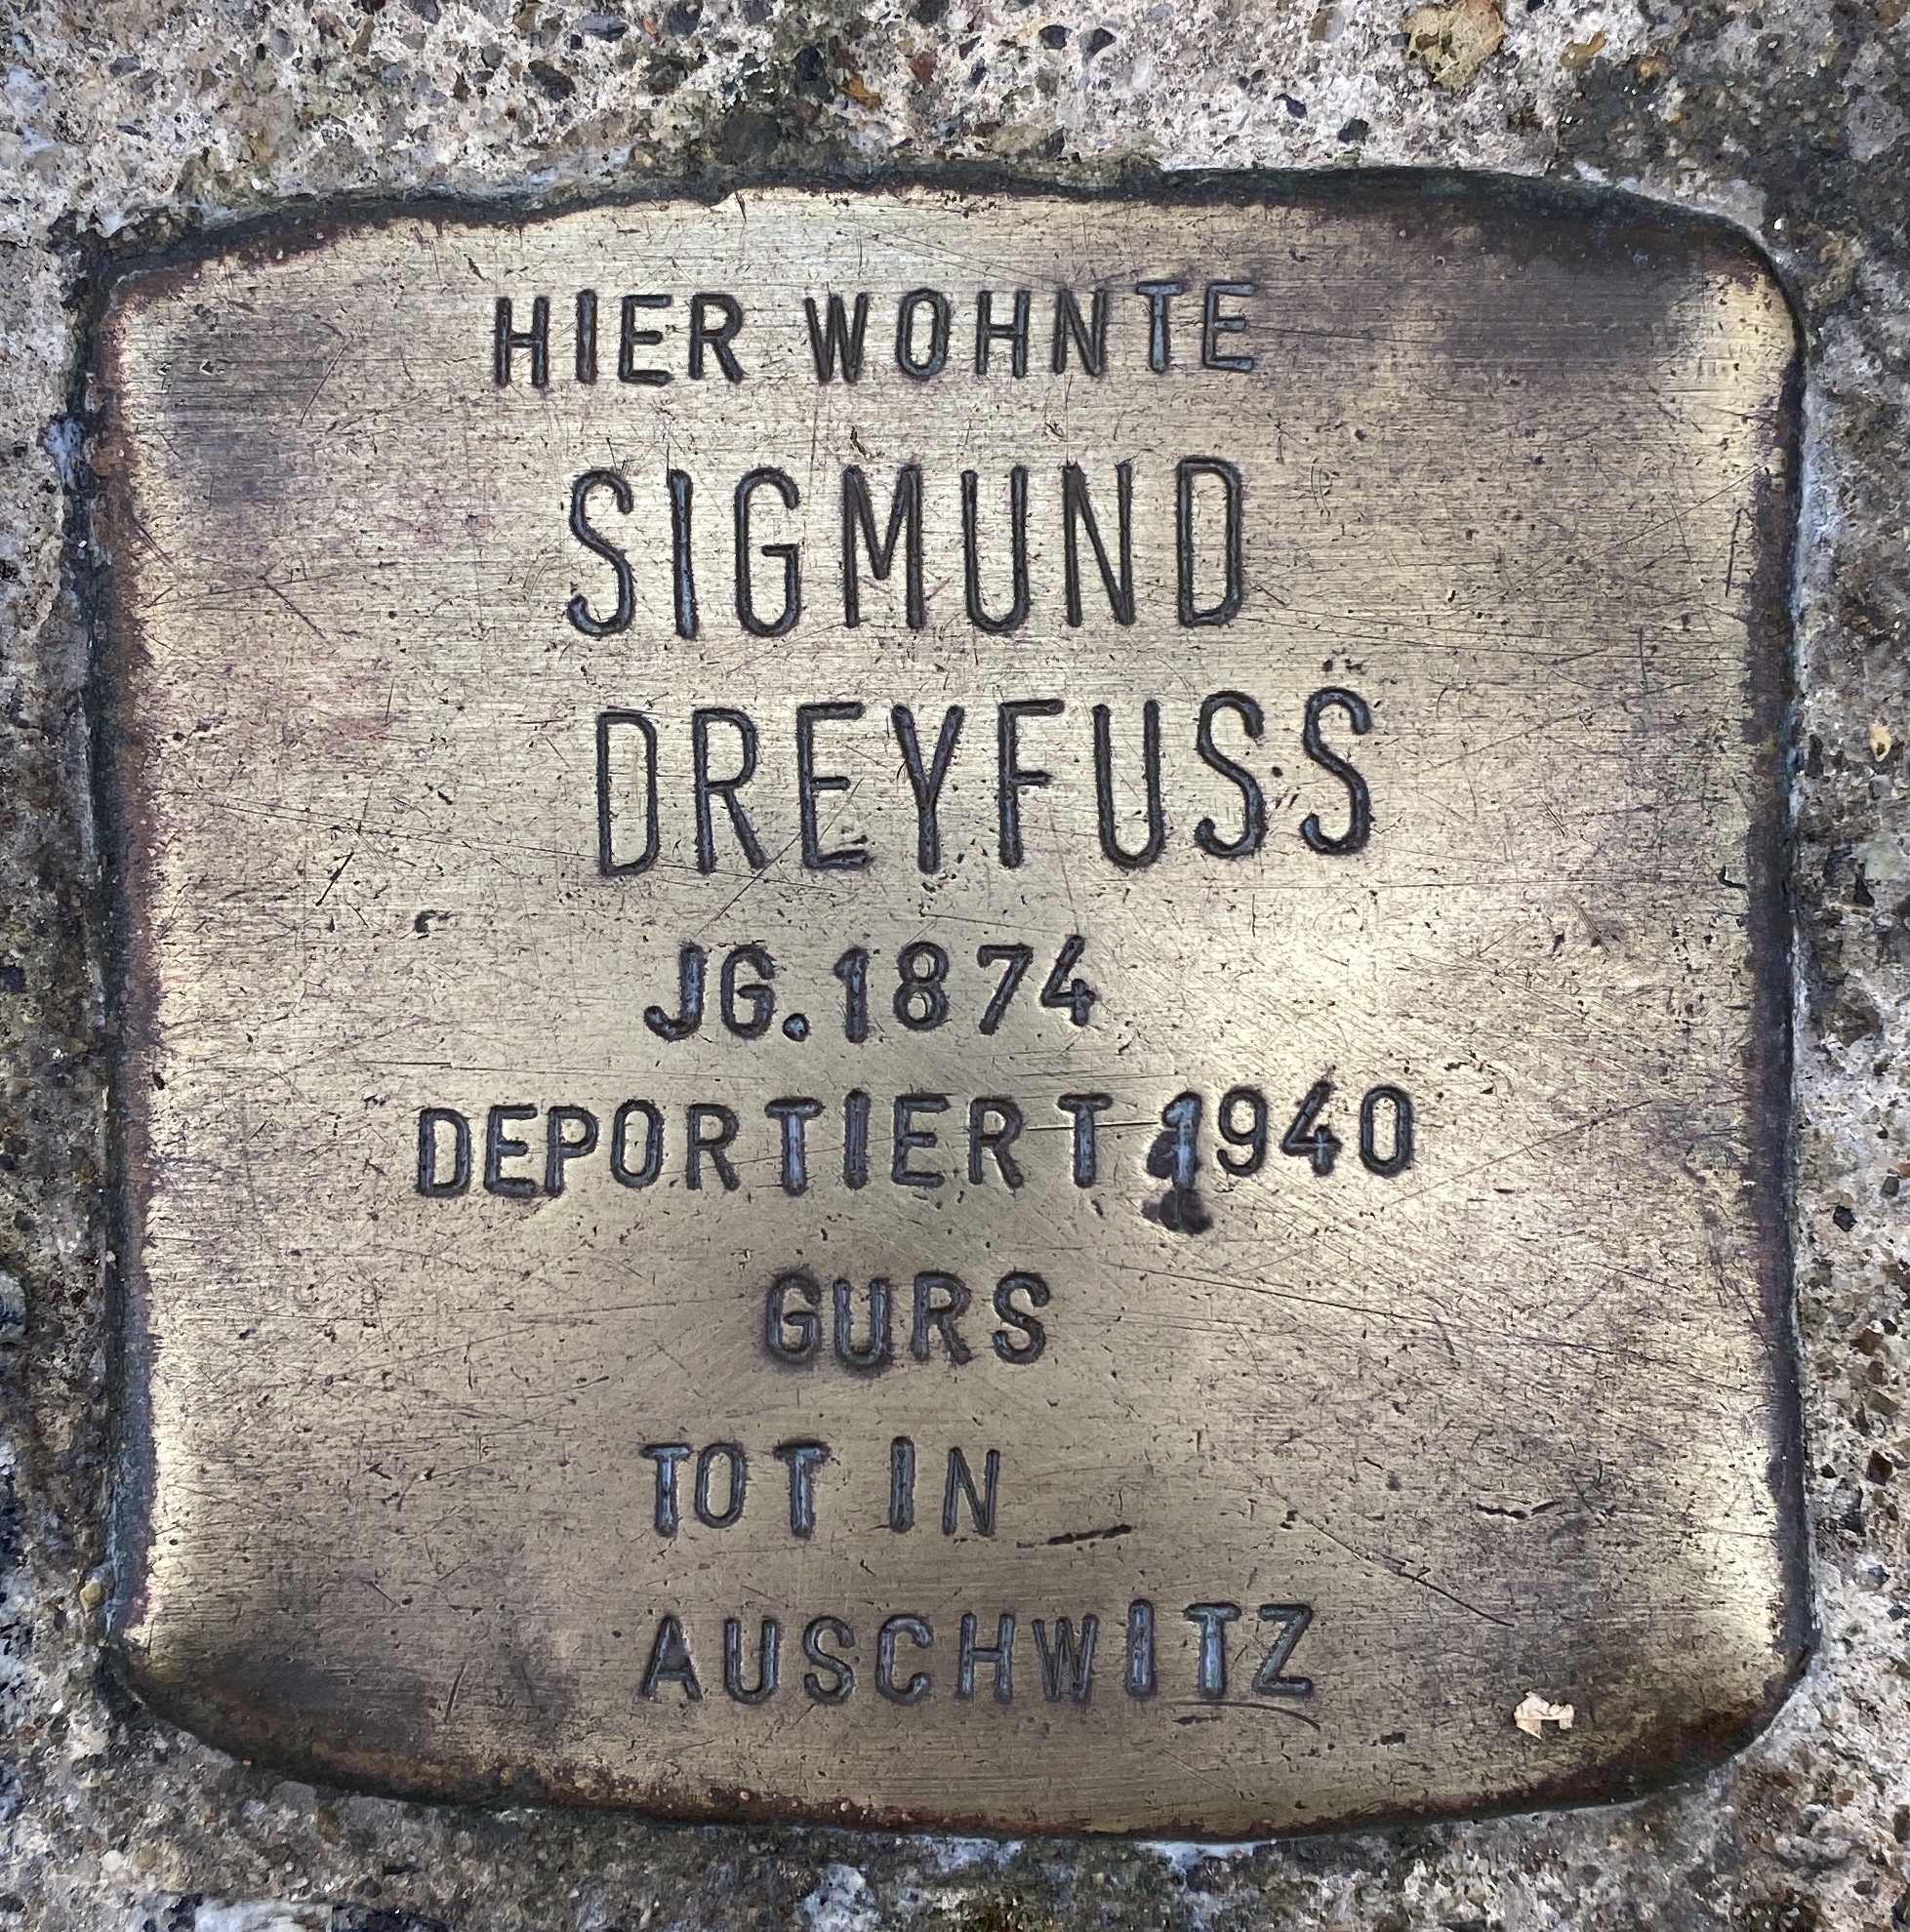 HIER WOHNTE
SIGMUND
DREYFUSS
JG. 1874
DEPORTIERT 1940
GURS
TOT IN
AUSCHWITZ